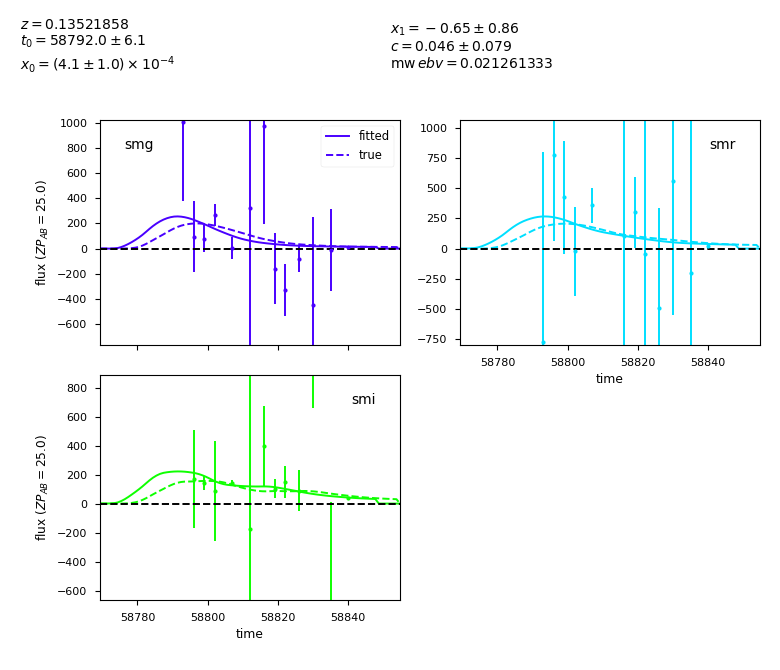 z = 0.13521858
t₀ = 58792.0 ± 6.1
x₀ = (4.1 ± 1.0) × 10⁻⁴
x₁ = −0.65 ± 0.86
c = 0.046 ± 0.079
mw ebv = 0.021261333
1000
800
600
400
200
0
−200
−400
−600
flux (ZP_AB = 25.0)
smg
fitted
true
1000
750
500
250
0
−250
−500
−750
smr
58780 58800 58820 58840
time
800
600
400
200
0
−200
−400
−600
flux (ZP_AB = 25.0)
smi
58780 58800 58820 58840
time